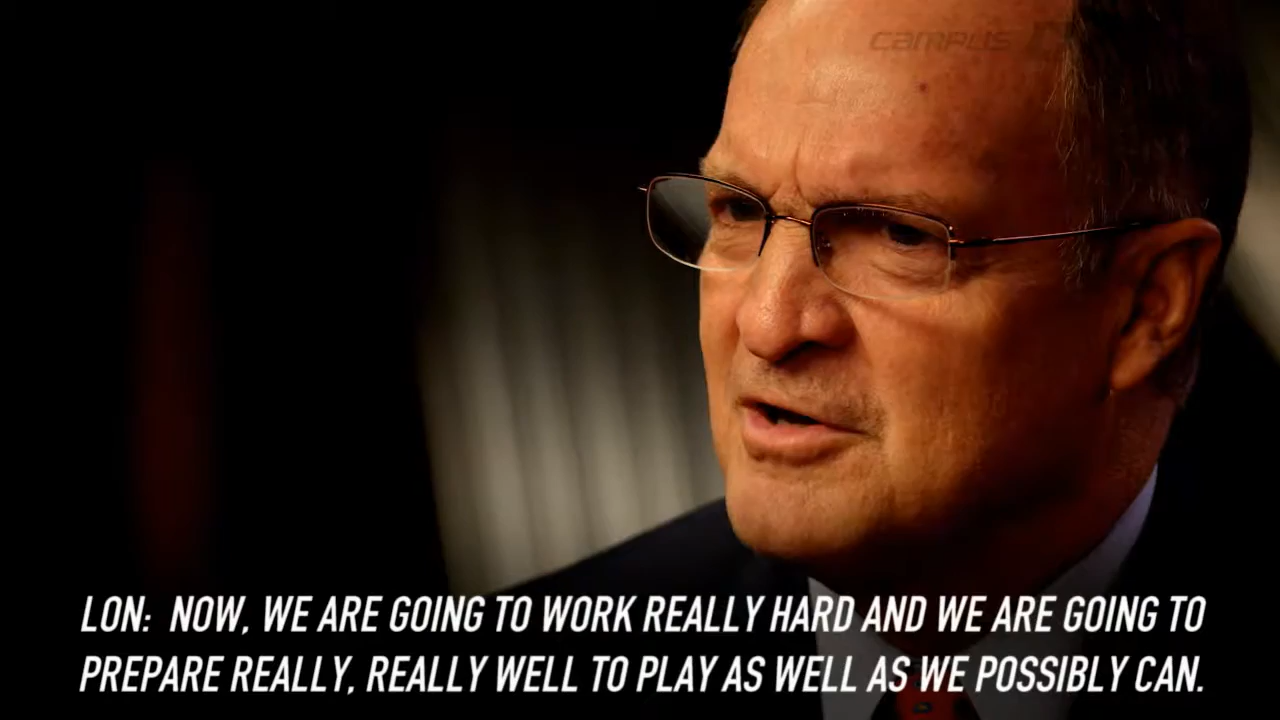 campus
LON: NOW, WE ARE GOING TO WORK REALLY HARD AND WE ARE GOING TO
PREPARE REALLY, REALLY WELL TO PLAY AS WELL AS WE POSSIBLY CAN.